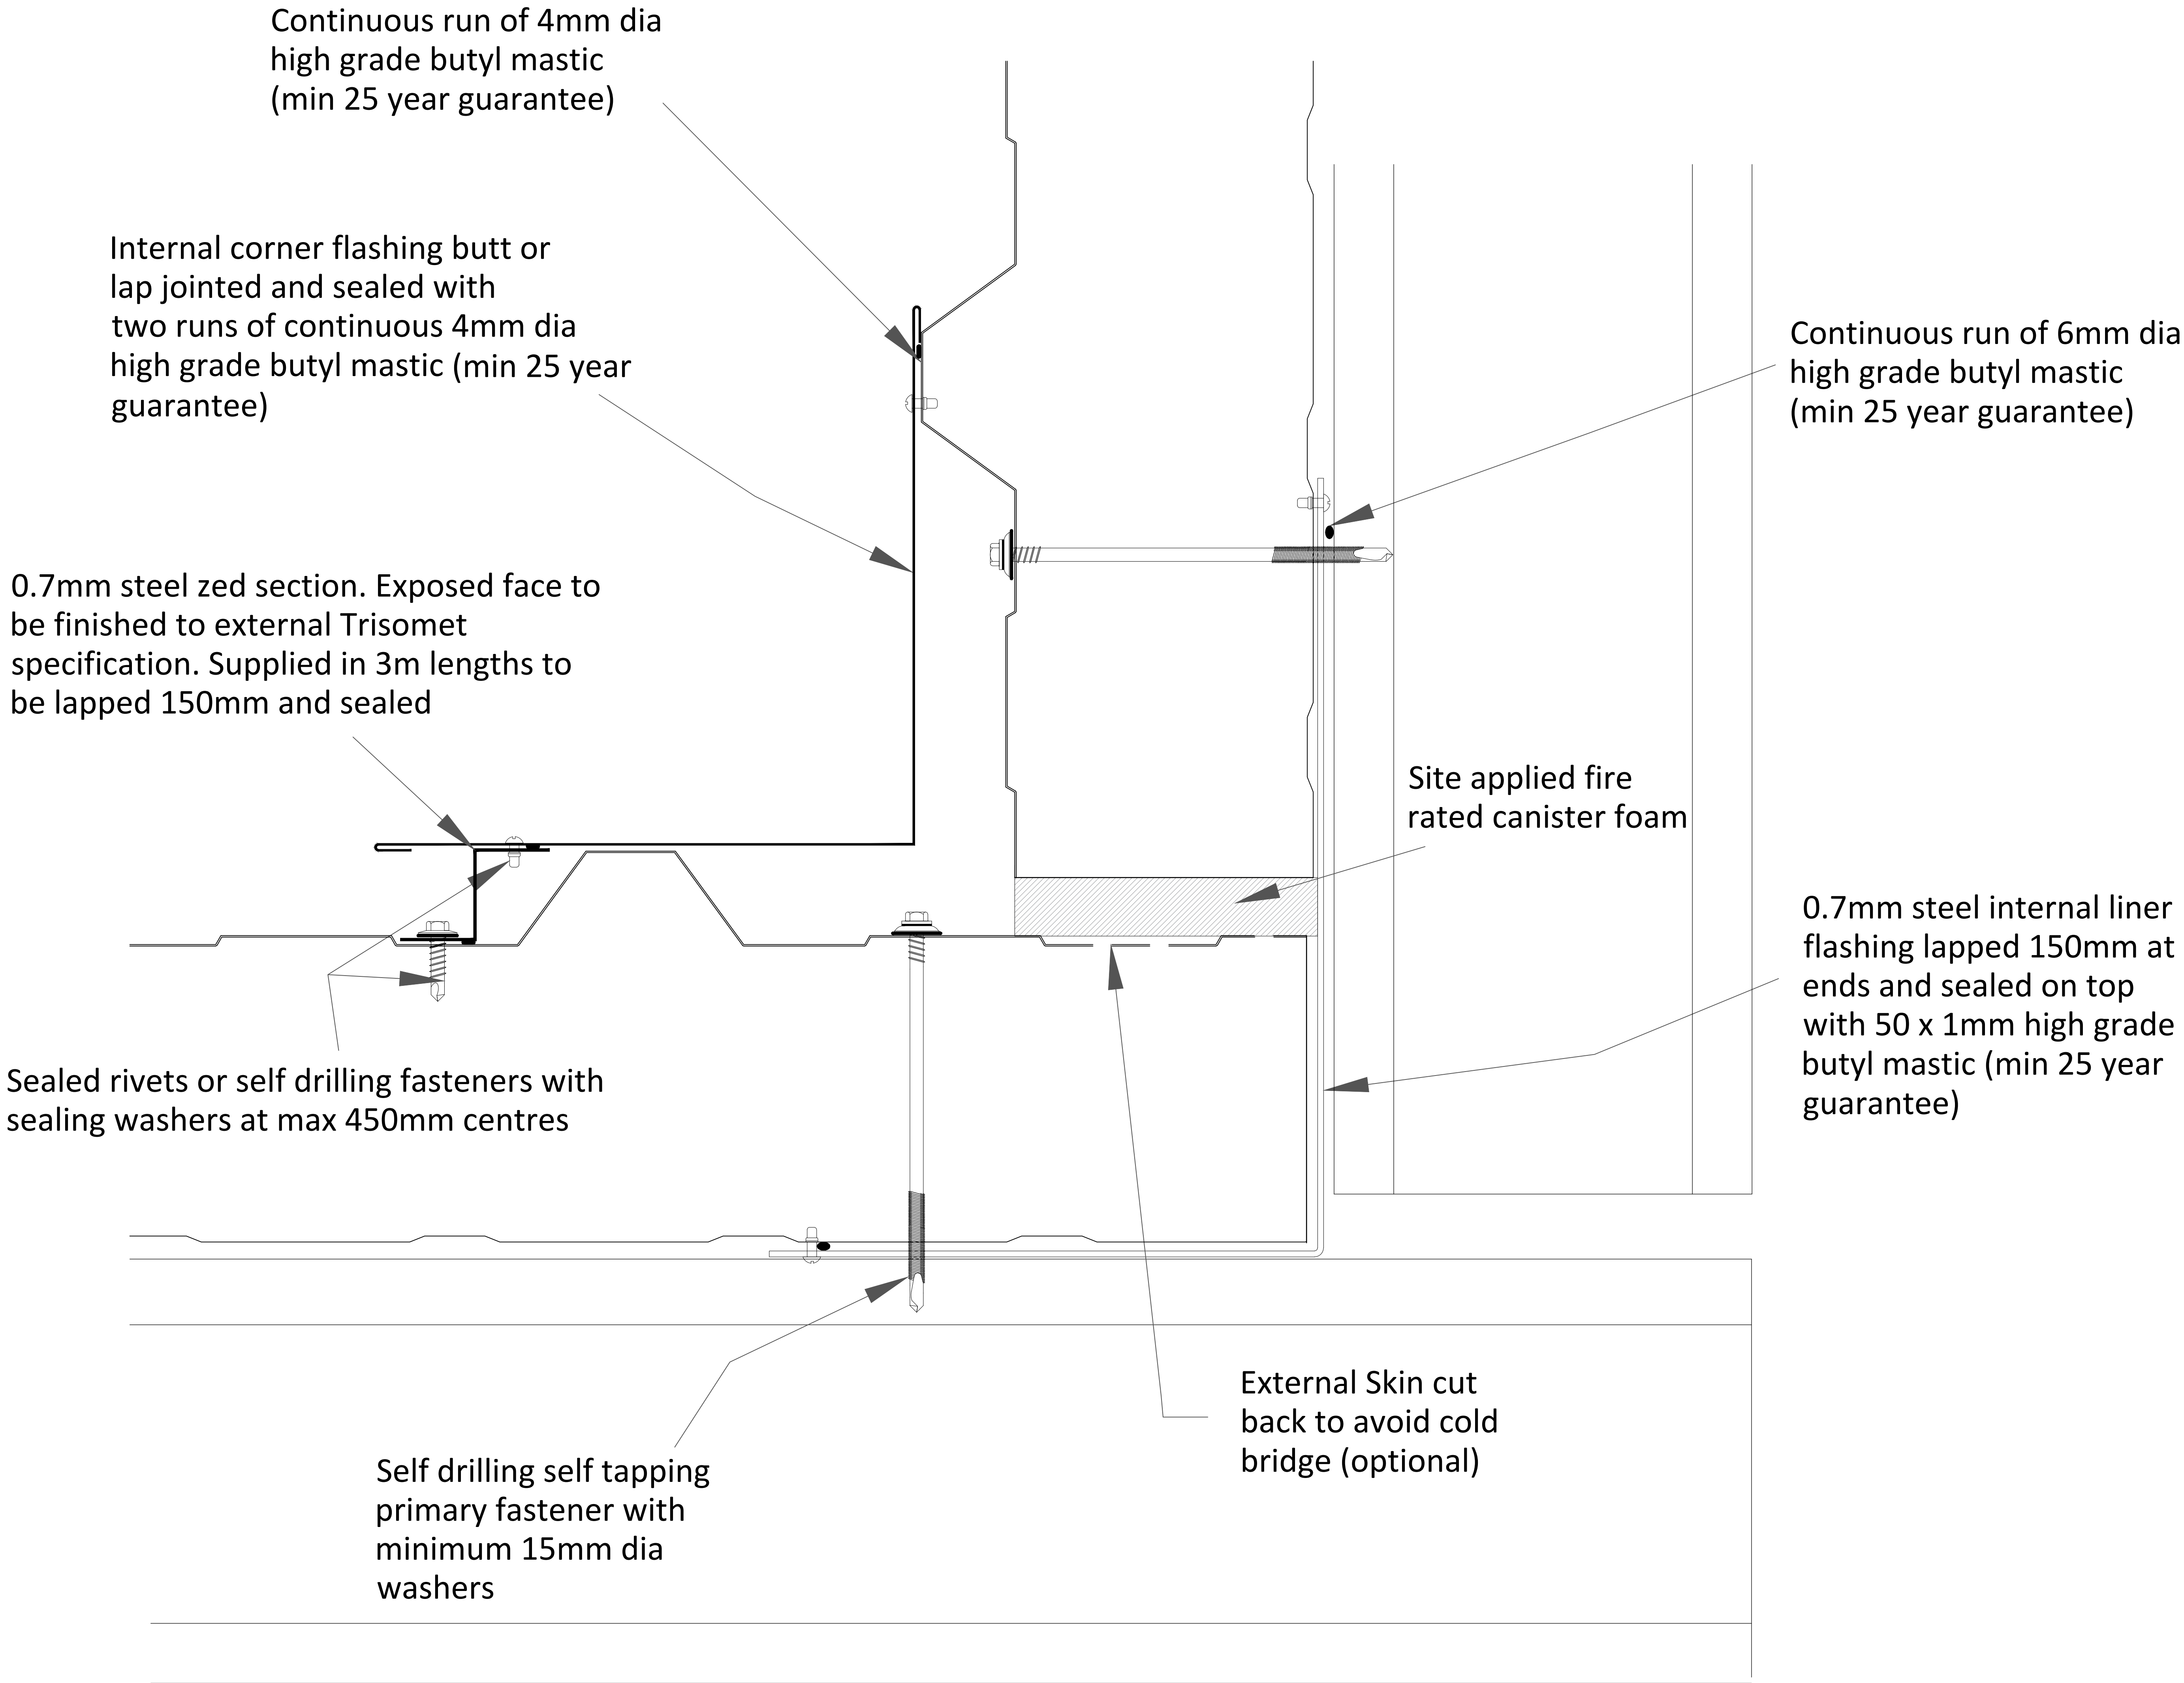 Continuous run of 4mm dia
high grade butyl mastic
(min 25 year guarantee)
Internal corner flashing butt or
lap jointed and sealed with
two runs of continuous 4mm dia
high grade butyl mastic (min 25 year
guarantee)
Continuous run of 6mm dia
high grade butyl mastic
(min 25 year guarantee)
0.7mm steel zed section. Exposed face to
be finished to external Trisomet
specification. Supplied in 3m lengths to
be lapped 150mm and sealed
Site applied fire
rated canister foam
0.7mm steel internal liner
flashing lapped 150mm at
ends and sealed on top
with 50 x 1mm high grade
butyl mastic (min 25 year
guarantee)
Sealed rivets or self drilling fasteners with
sealing washers at max 450mm centres
External Skin cut
back to avoid cold
bridge (optional)
Self drilling self tapping
primary fastener with
minimum 15mm dia
washers